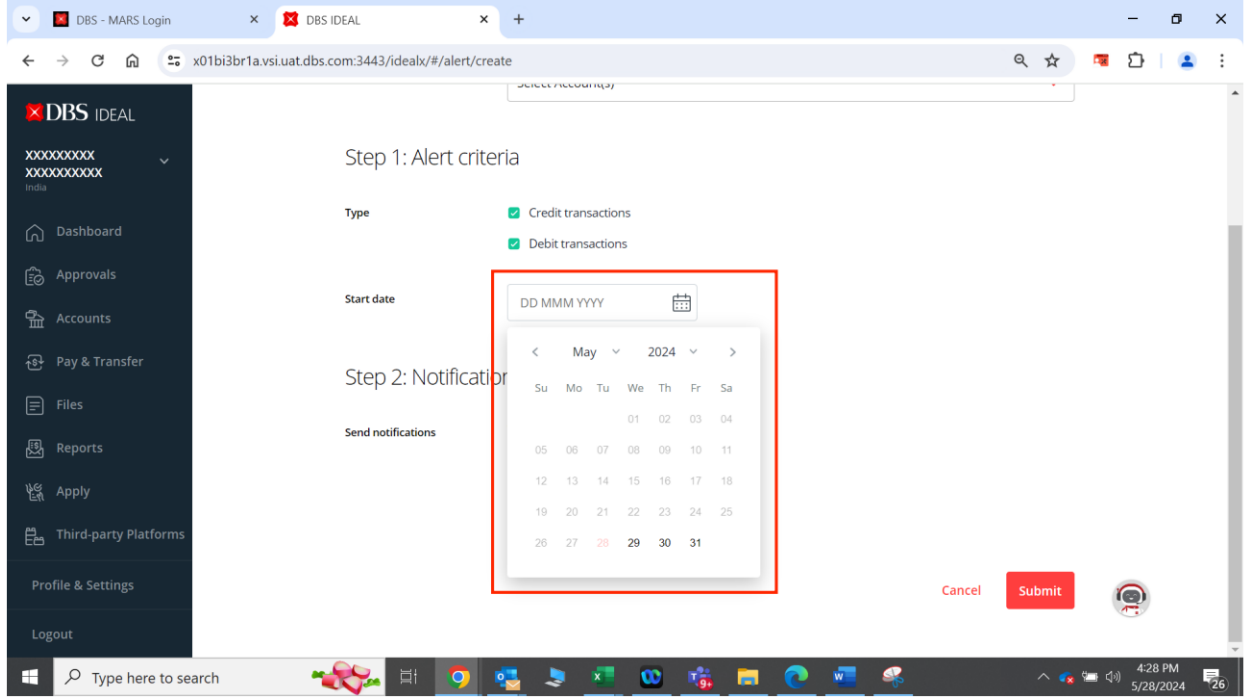 DBS - MARS Login
DBS IDEAL
x01bi3br1a.vsi.uat.dbs.com:3443/idealx/#/alert/create
DBS IDEAL
XXXXXXXXX
XXXXXXXXXX
India
Dashboard
Approvals
Accounts
Pay & Transfer
Files
Reports
Apply
Third-party Platforms
Profile & Settings
Logout
Select Account(s)
Step 1: Alert criteria
Type
Credit transactions
Debit transactions
Start date
DD MMM YYYY
May 2024
Su Mo Tu We Th Fr Sa
01 02 03 04
05 06 07 08 09 10 11
12 13 14 15 16 17 18
19 20 21 22 23 24 25
26 27 28 29 30 31
Step 2: Notification
Send notifications
Cancel
Submit
Type here to search
9+
4:28 PM
5/28/2024
26